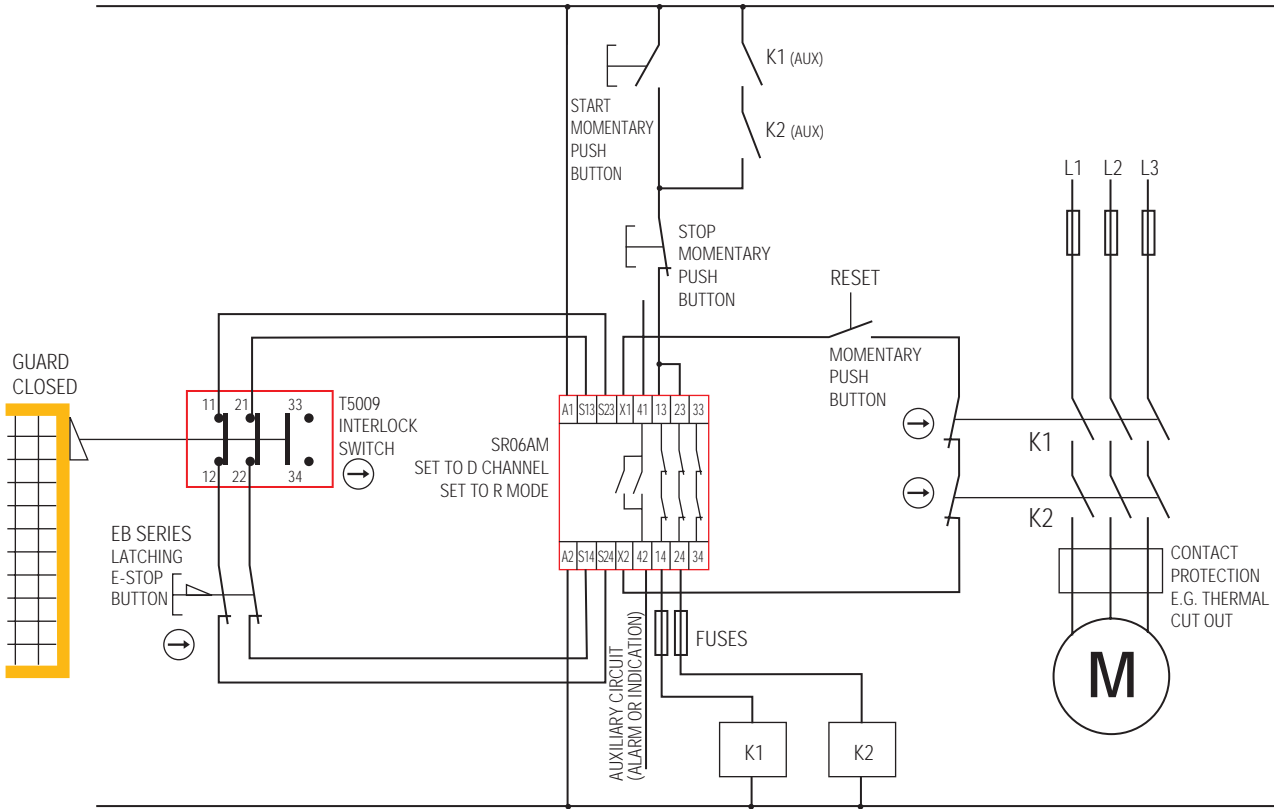 K1 (AUX)
K2 (AUX)
START
MOMENTARY
PUSH
BUTTON
STOP
MOMENTARY
PUSH
BUTTON
L1 L2 L3
RESET
MOMENTARY
PUSH
BUTTON
GUARD
CLOSED
11 21 33
12 22 34
T5009
INTERLOCK
SWITCH
A1 S13 S23 X1 41 13 23 33
SR06AM
SET TO D CHANNEL
SET TO R MODE
A2 S14 S24 X2 42 14 24 34
K1
K2
EB SERIES
LATCHING
E-STOP
BUTTON
CONTACT
PROTECTION
E.G. THERMAL
CUT OUT
FUSES
AUXILIARY CIRCUIT
(ALARM OR INDICATION)
K1
K2
M